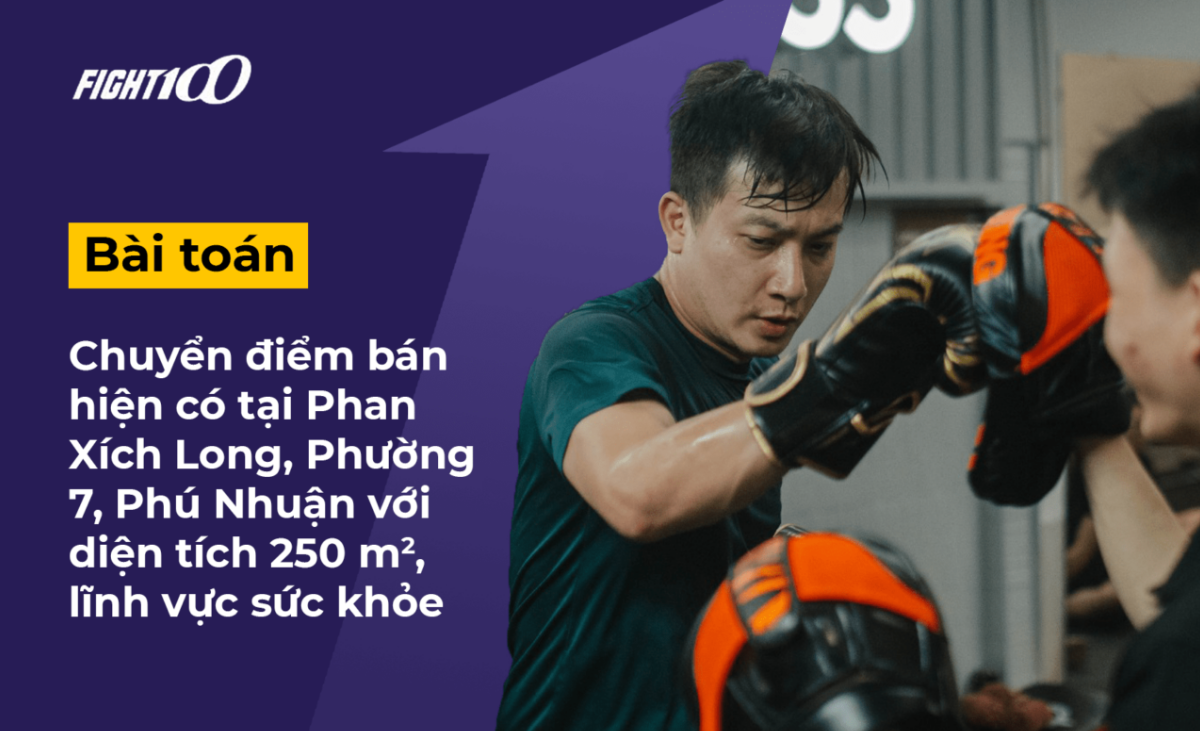 FIGHT100
Bài toán
Chuyển điểm bán
hiện có tại Phan
Xích Long, Phường
7, Phú Nhuận với
diện tích 250 m²,
lĩnh vực sức khỏe